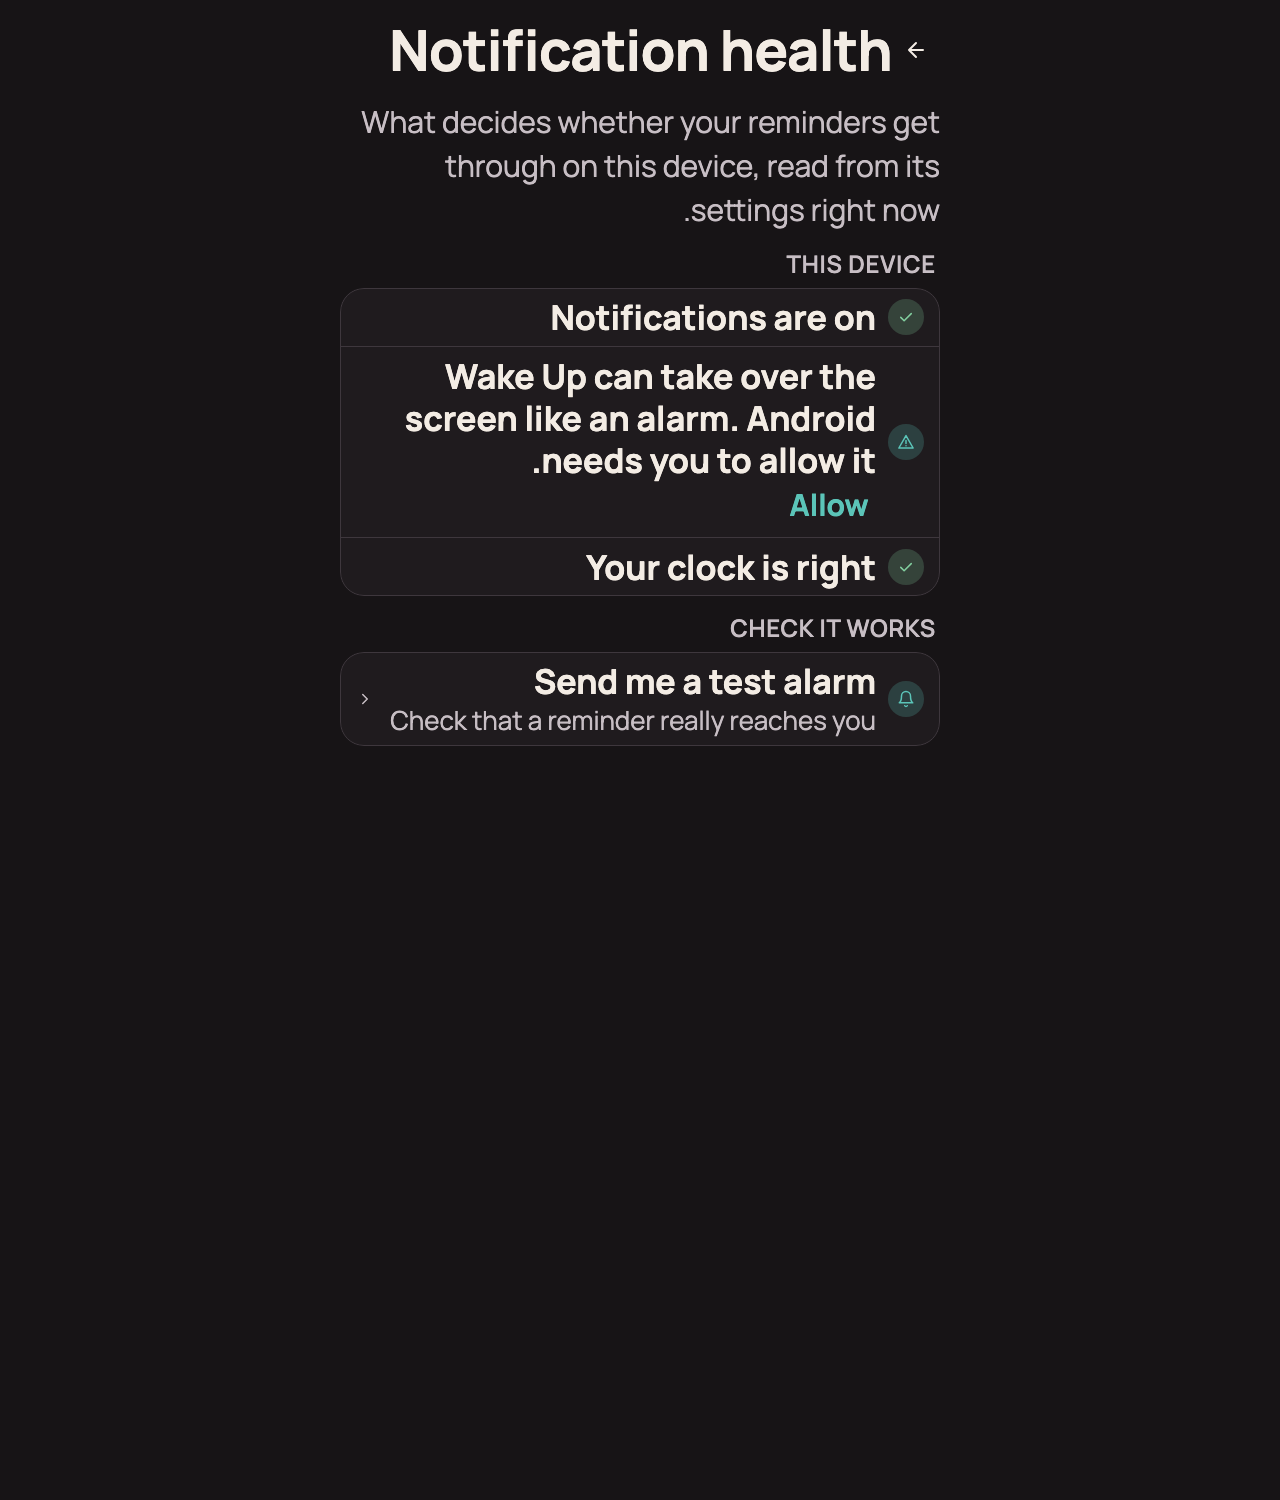 Notification health
What decides whether your reminders get
through on this device, read from its
.settings right now
THIS DEVICE
Notifications are on
Wake Up can take over the
screen like an alarm. Android
.needs you to allow it
Allow
Your clock is right
CHECK IT WORKS
Send me a test alarm
Check that a reminder really reaches you